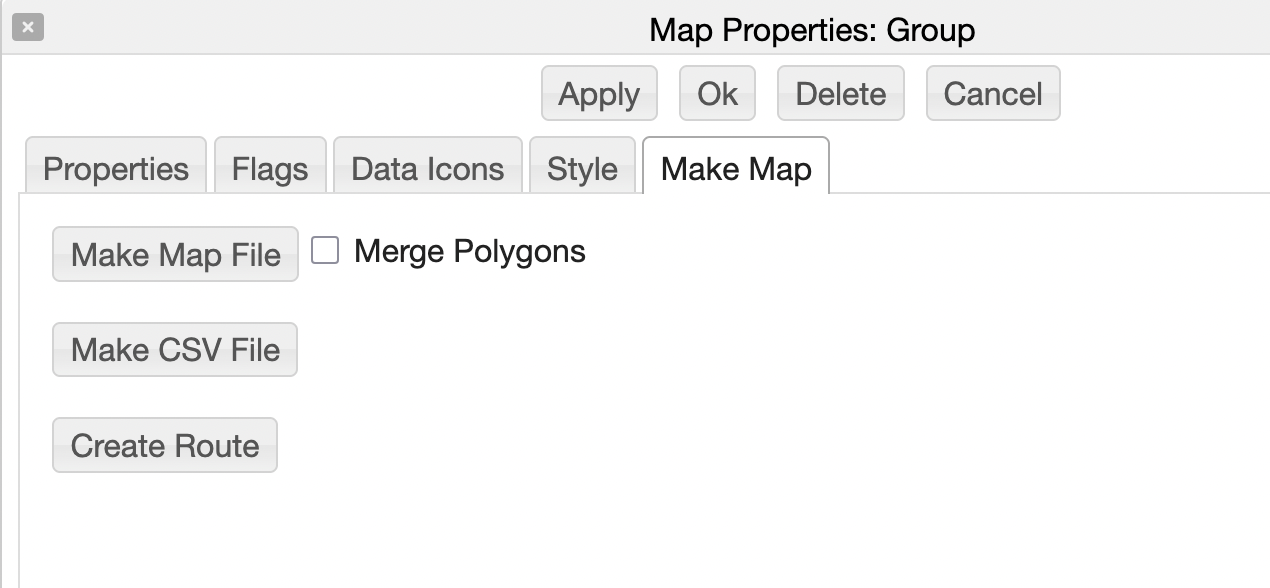 Map Properties: Group
Apply Ok Delete Cancel
Properties Flags Data Icons Style Make Map
Make Map File Merge Polygons
Make CSV File
Create Route